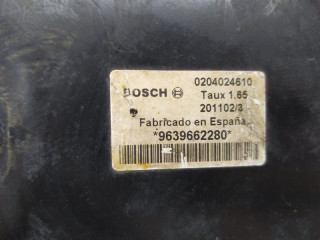 0204024610
BOSCH Taux 1.65
201102/3
Fabricado en España
*9639662280*